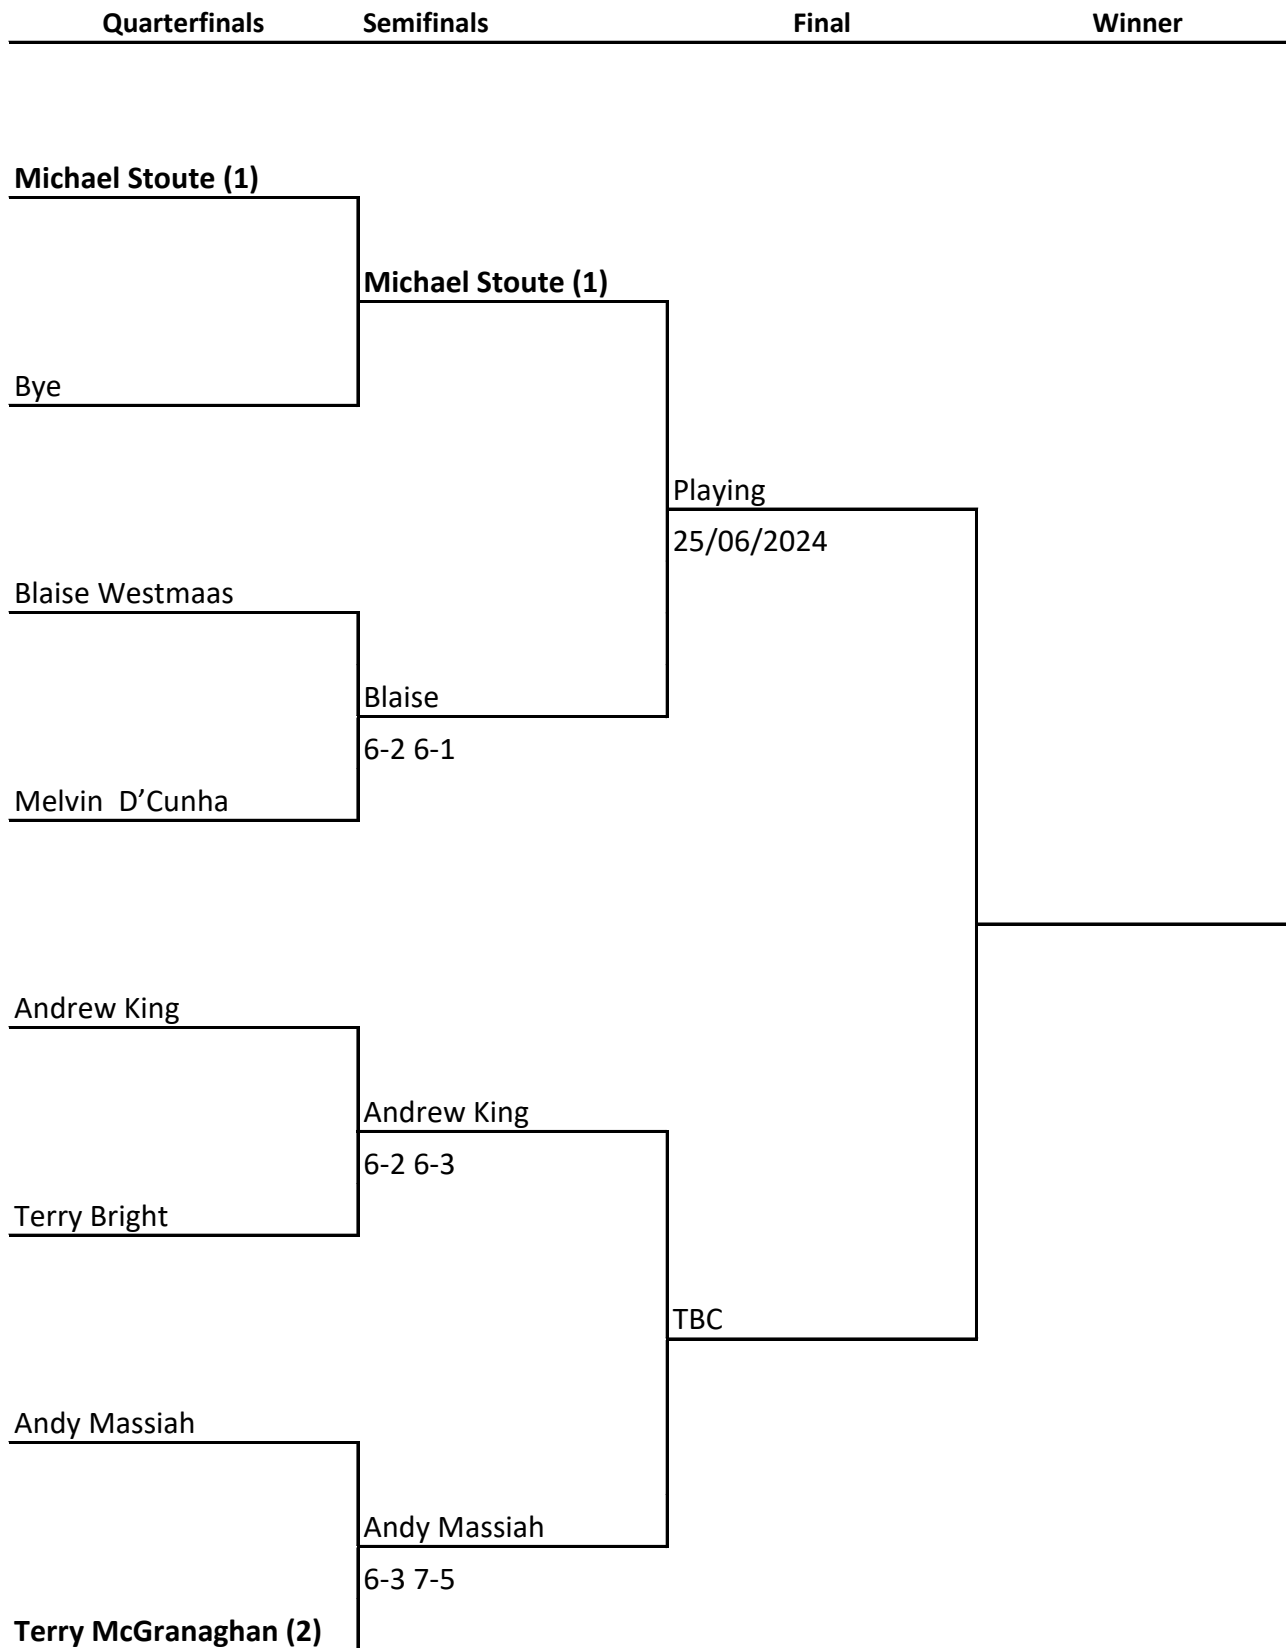 Quarterfinals Semifinals Final Winner
Michael Stoute (1)
Michael Stoute (1)
Bye
Playing
25/06/2024
Blaise Westmaas
Blaise
6-2 6-1
Melvin  D’Cunha
Andrew King
Andrew King
6-2 6-3
Terry Bright
TBC
Andy Massiah
Andy Massiah
6-3 7-5
Terry McGranaghan (2)